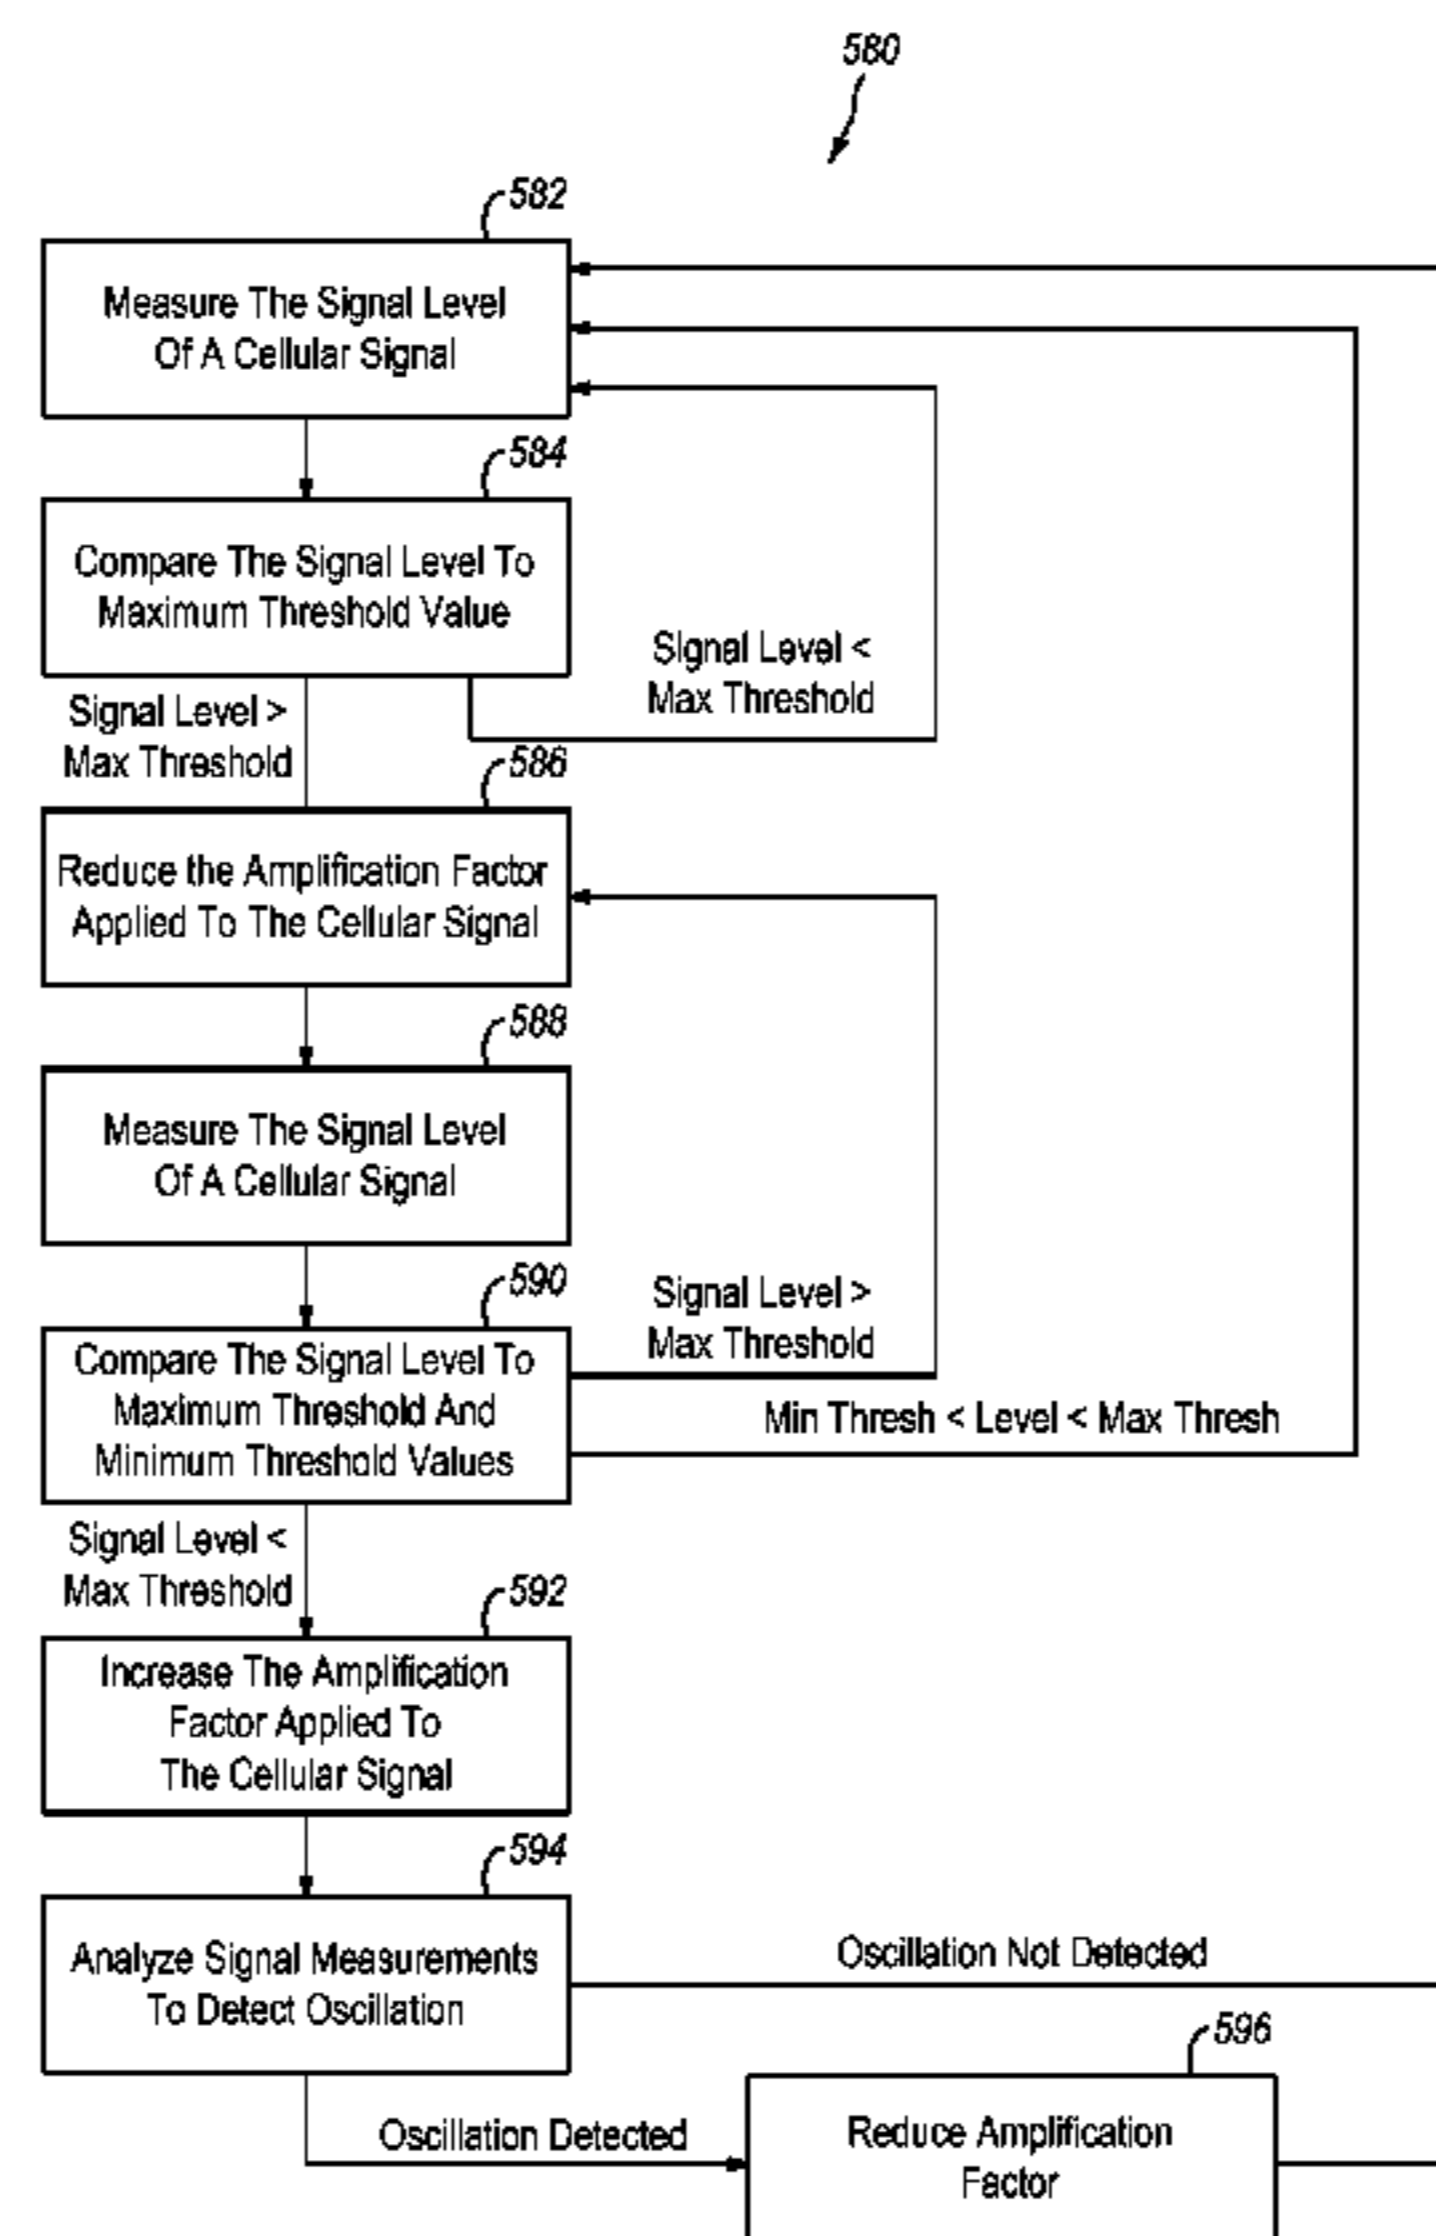 580
582
Measure The Signal Level
Of A Cellular Signal
584
Compare The Signal Level To
Maximum Threshold Value
Signal Level <
Max Threshold
Signal Level >
Max Threshold
586
Reduce the Amplification Factor
Applied To The Cellular Signal
588
Measure The Signal Level
Of A Cellular Signal
590
Compare The Signal Level To
Maximum Threshold And
Minimum Threshold Values
Signal Level >
Max Threshold
Min Thresh < Level < Max Thresh
Signal Level <
Max Threshold
592
Increase The Amplification
Factor Applied To
The Cellular Signal
594
Analyze Signal Measurements
To Detect Oscillation
Oscillation Not Detected
596
Oscillation Detected
Reduce Amplification
Factor